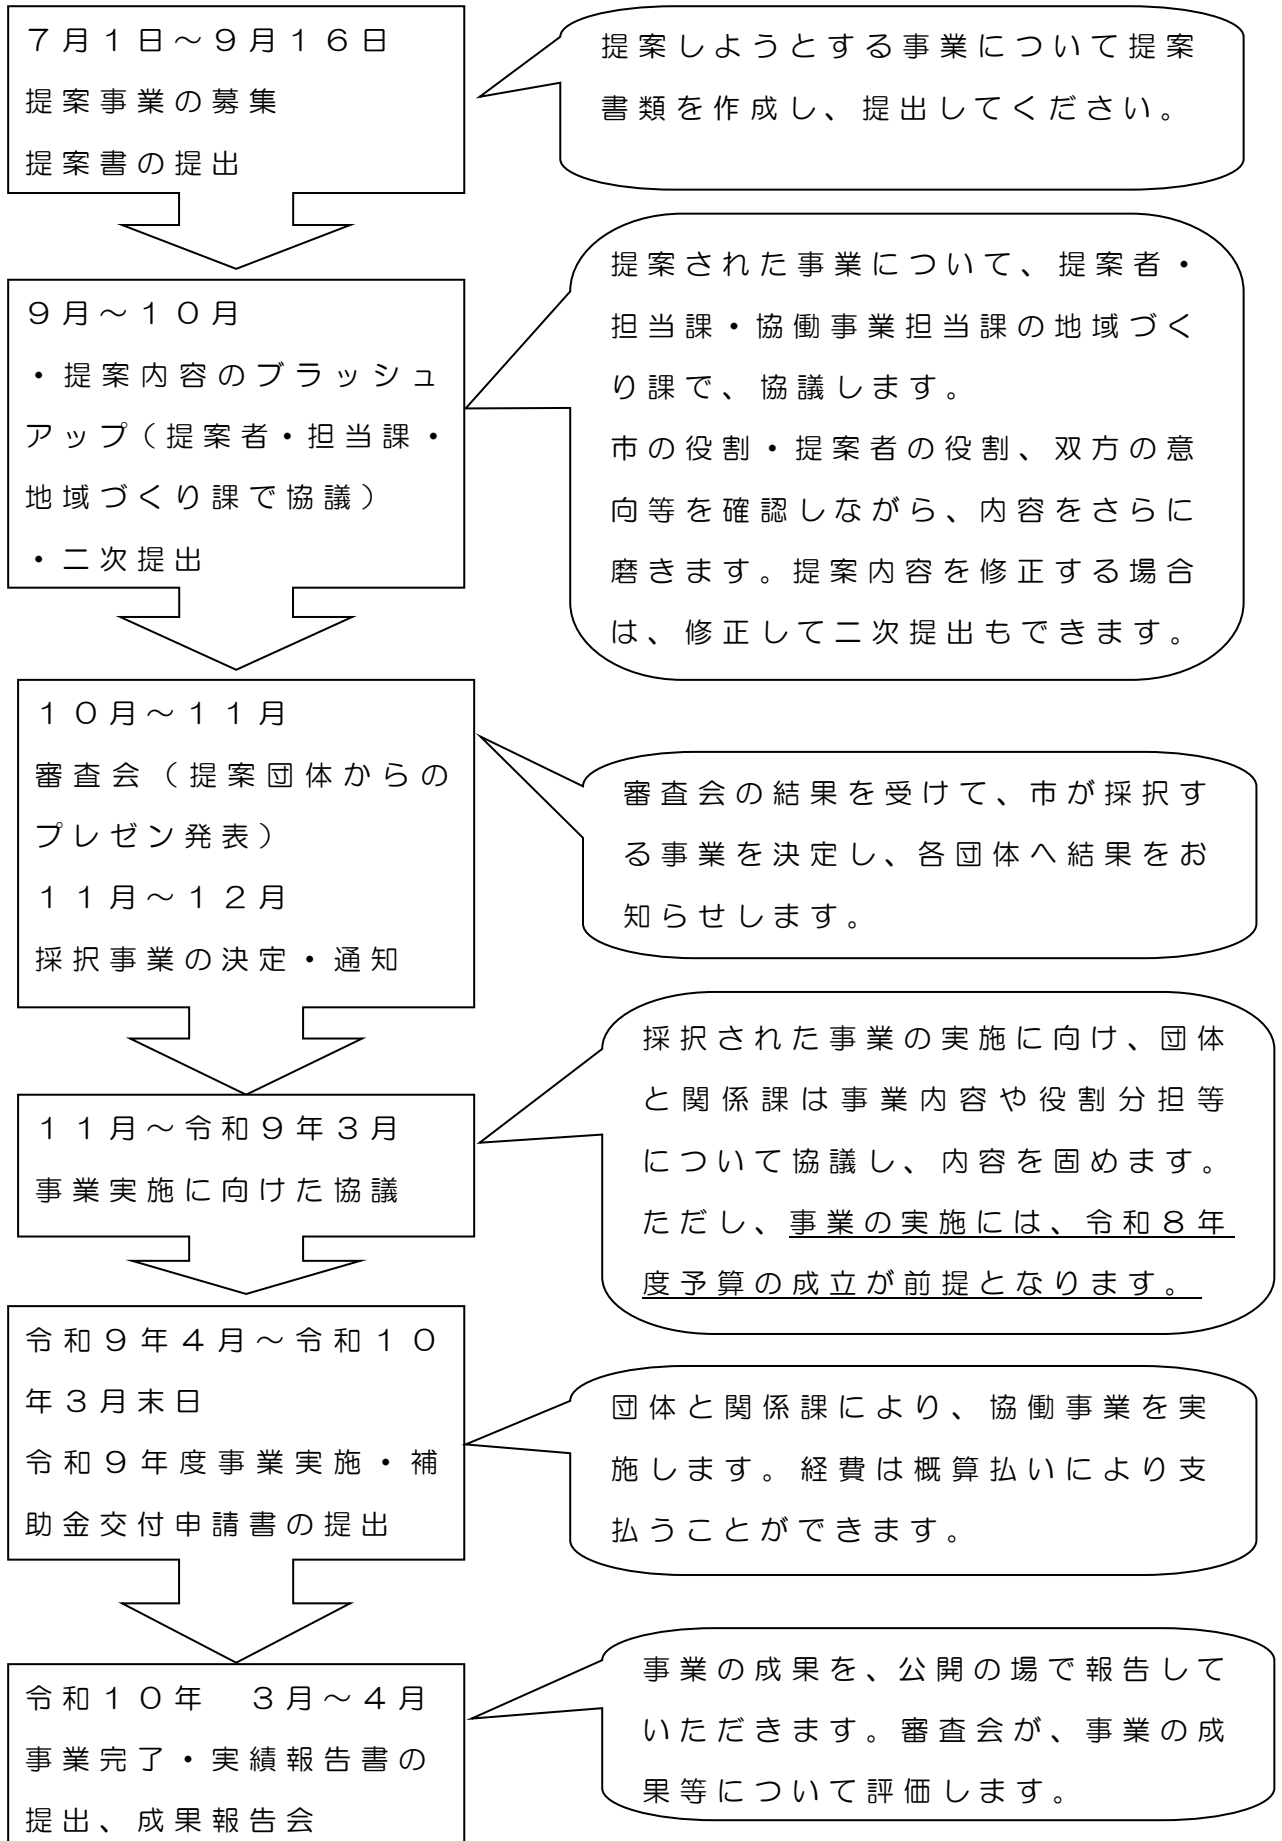 ７月１日～９月１６日
提案事業の募集
提案書の提出
提案しようとする事業について提案
書類を作成し、提出してください。
９月～１０月
・提案内容のブラッシュ
アップ（提案者・担当課・
地域づくり課で協議）
・二次提出
提案された事業について、提案者・
担当課・協働事業担当課の地域づく
り課で、協議します。
市の役割・提案者の役割、双方の意
向等を確認しながら、内容をさらに
磨きます。提案内容を修正する場合
は、修正して二次提出もできます。
１０月～１１月
審査会（提案団体からの
プレゼン発表）
１１月～１２月
採択事業の決定・通知
審査会の結果を受けて、市が採択す
る事業を決定し、各団体へ結果をお
知らせします。
１１月～令和９年３月
事業実施に向けた協議
採択された事業の実施に向け、団体
と関係課は事業内容や役割分担等
について協議し、内容を固めます。
ただし、事業の実施には、令和８年
度予算の成立が前提となります。
令和９年４月～令和１０
年３月末日
令和９年度事業実施・補
助金交付申請書の提出
団体と関係課により、協働事業を実
施します。経費は概算払いにより支
払うことができます。
令和１０年　３月～４月
事業完了・実績報告書の
提出、成果報告会
事業の成果を、公開の場で報告して
いただきます。審査会が、事業の成
果等について評価します。